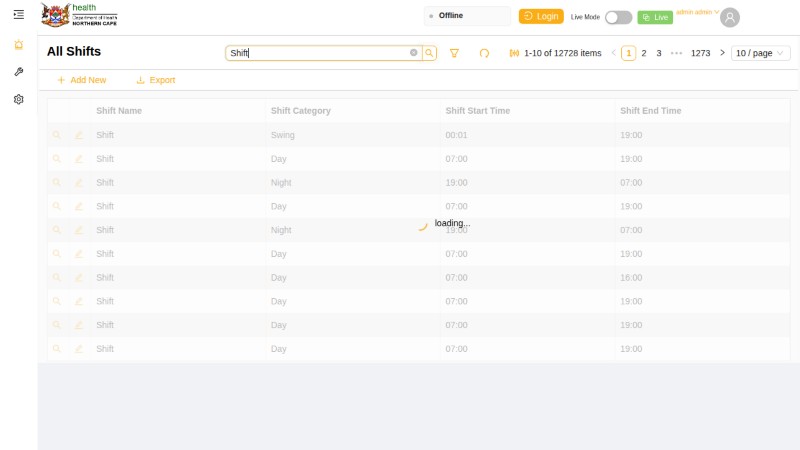 health
Department of Health
NORTHERN CAPE
Offline
Login
Live Mode
Live
admin admin
All Shifts
Shift
1-10 of 12728 items
1 2 3 ••• 1273
10 / page
Add New
Export
Shift Name Shift Category Shift Start Time Shift End Time
Shift Swing 00:01 19:00
Shift Day 07:00 19:00
Shift Night 19:00 07:00
Shift Day 07:00 19:00
loading...
Shift Night 19:00 07:00
Shift Day 07:00 19:00
Shift Day 07:00 16:00
Shift Day 07:00 19:00
Shift Day 07:00 19:00
Shift Day 07:00 19:00